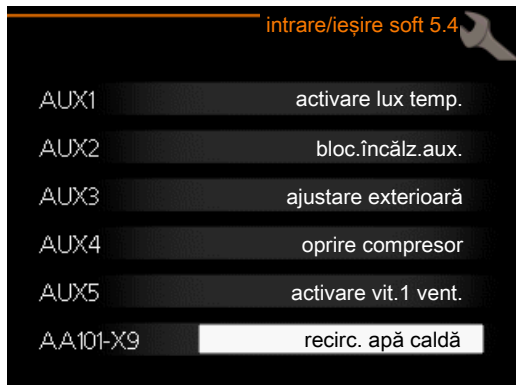 intrare/ieșire soft 5.4
AUX1 activare lux temp.
AUX2 bloc.încălz.aux.
AUX3 ajustare exterioară
AUX4 oprire compresor
AUX5 activare vit.1 vent.
AA101-X9 recirc. apă caldă